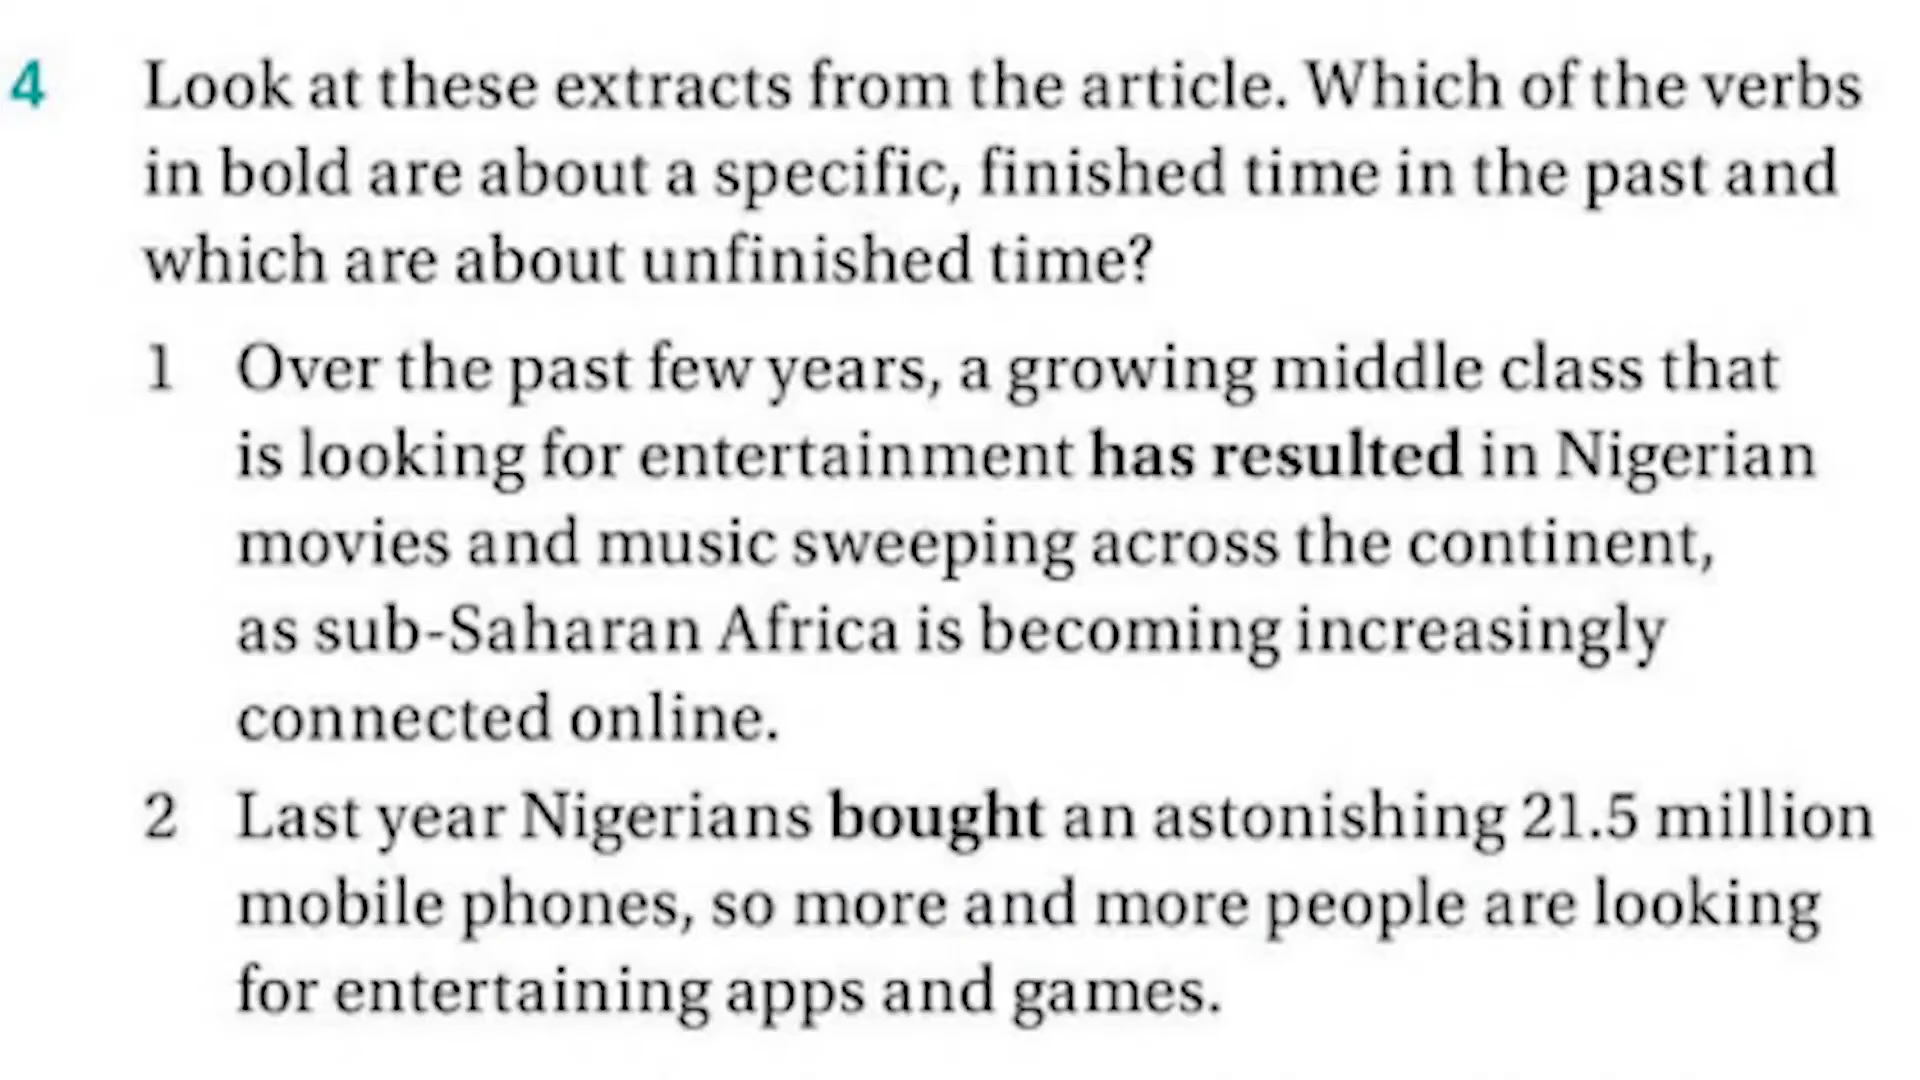 4 Look at these extracts from the article. Which of the verbs
in bold are about a specific, finished time in the past and
which are about unfinished time?
1 Over the past few years, a growing middle class that
is looking for entertainment has resulted in Nigerian
movies and music sweeping across the continent,
as sub-Saharan Africa is becoming increasingly
connected online.
2 Last year Nigerians bought an astonishing 21.5 million
mobile phones, so more and more people are looking
for entertaining apps and games.